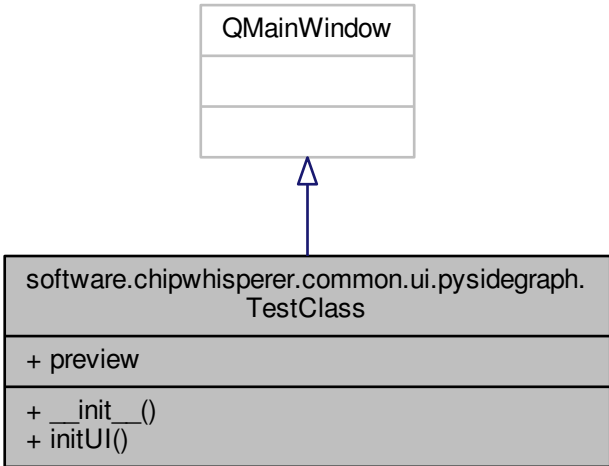 QMainWindow
software.chipwhisperer.common.ui.pysidegraph.
TestClass
+ preview
+ __init__()
+ initUI()